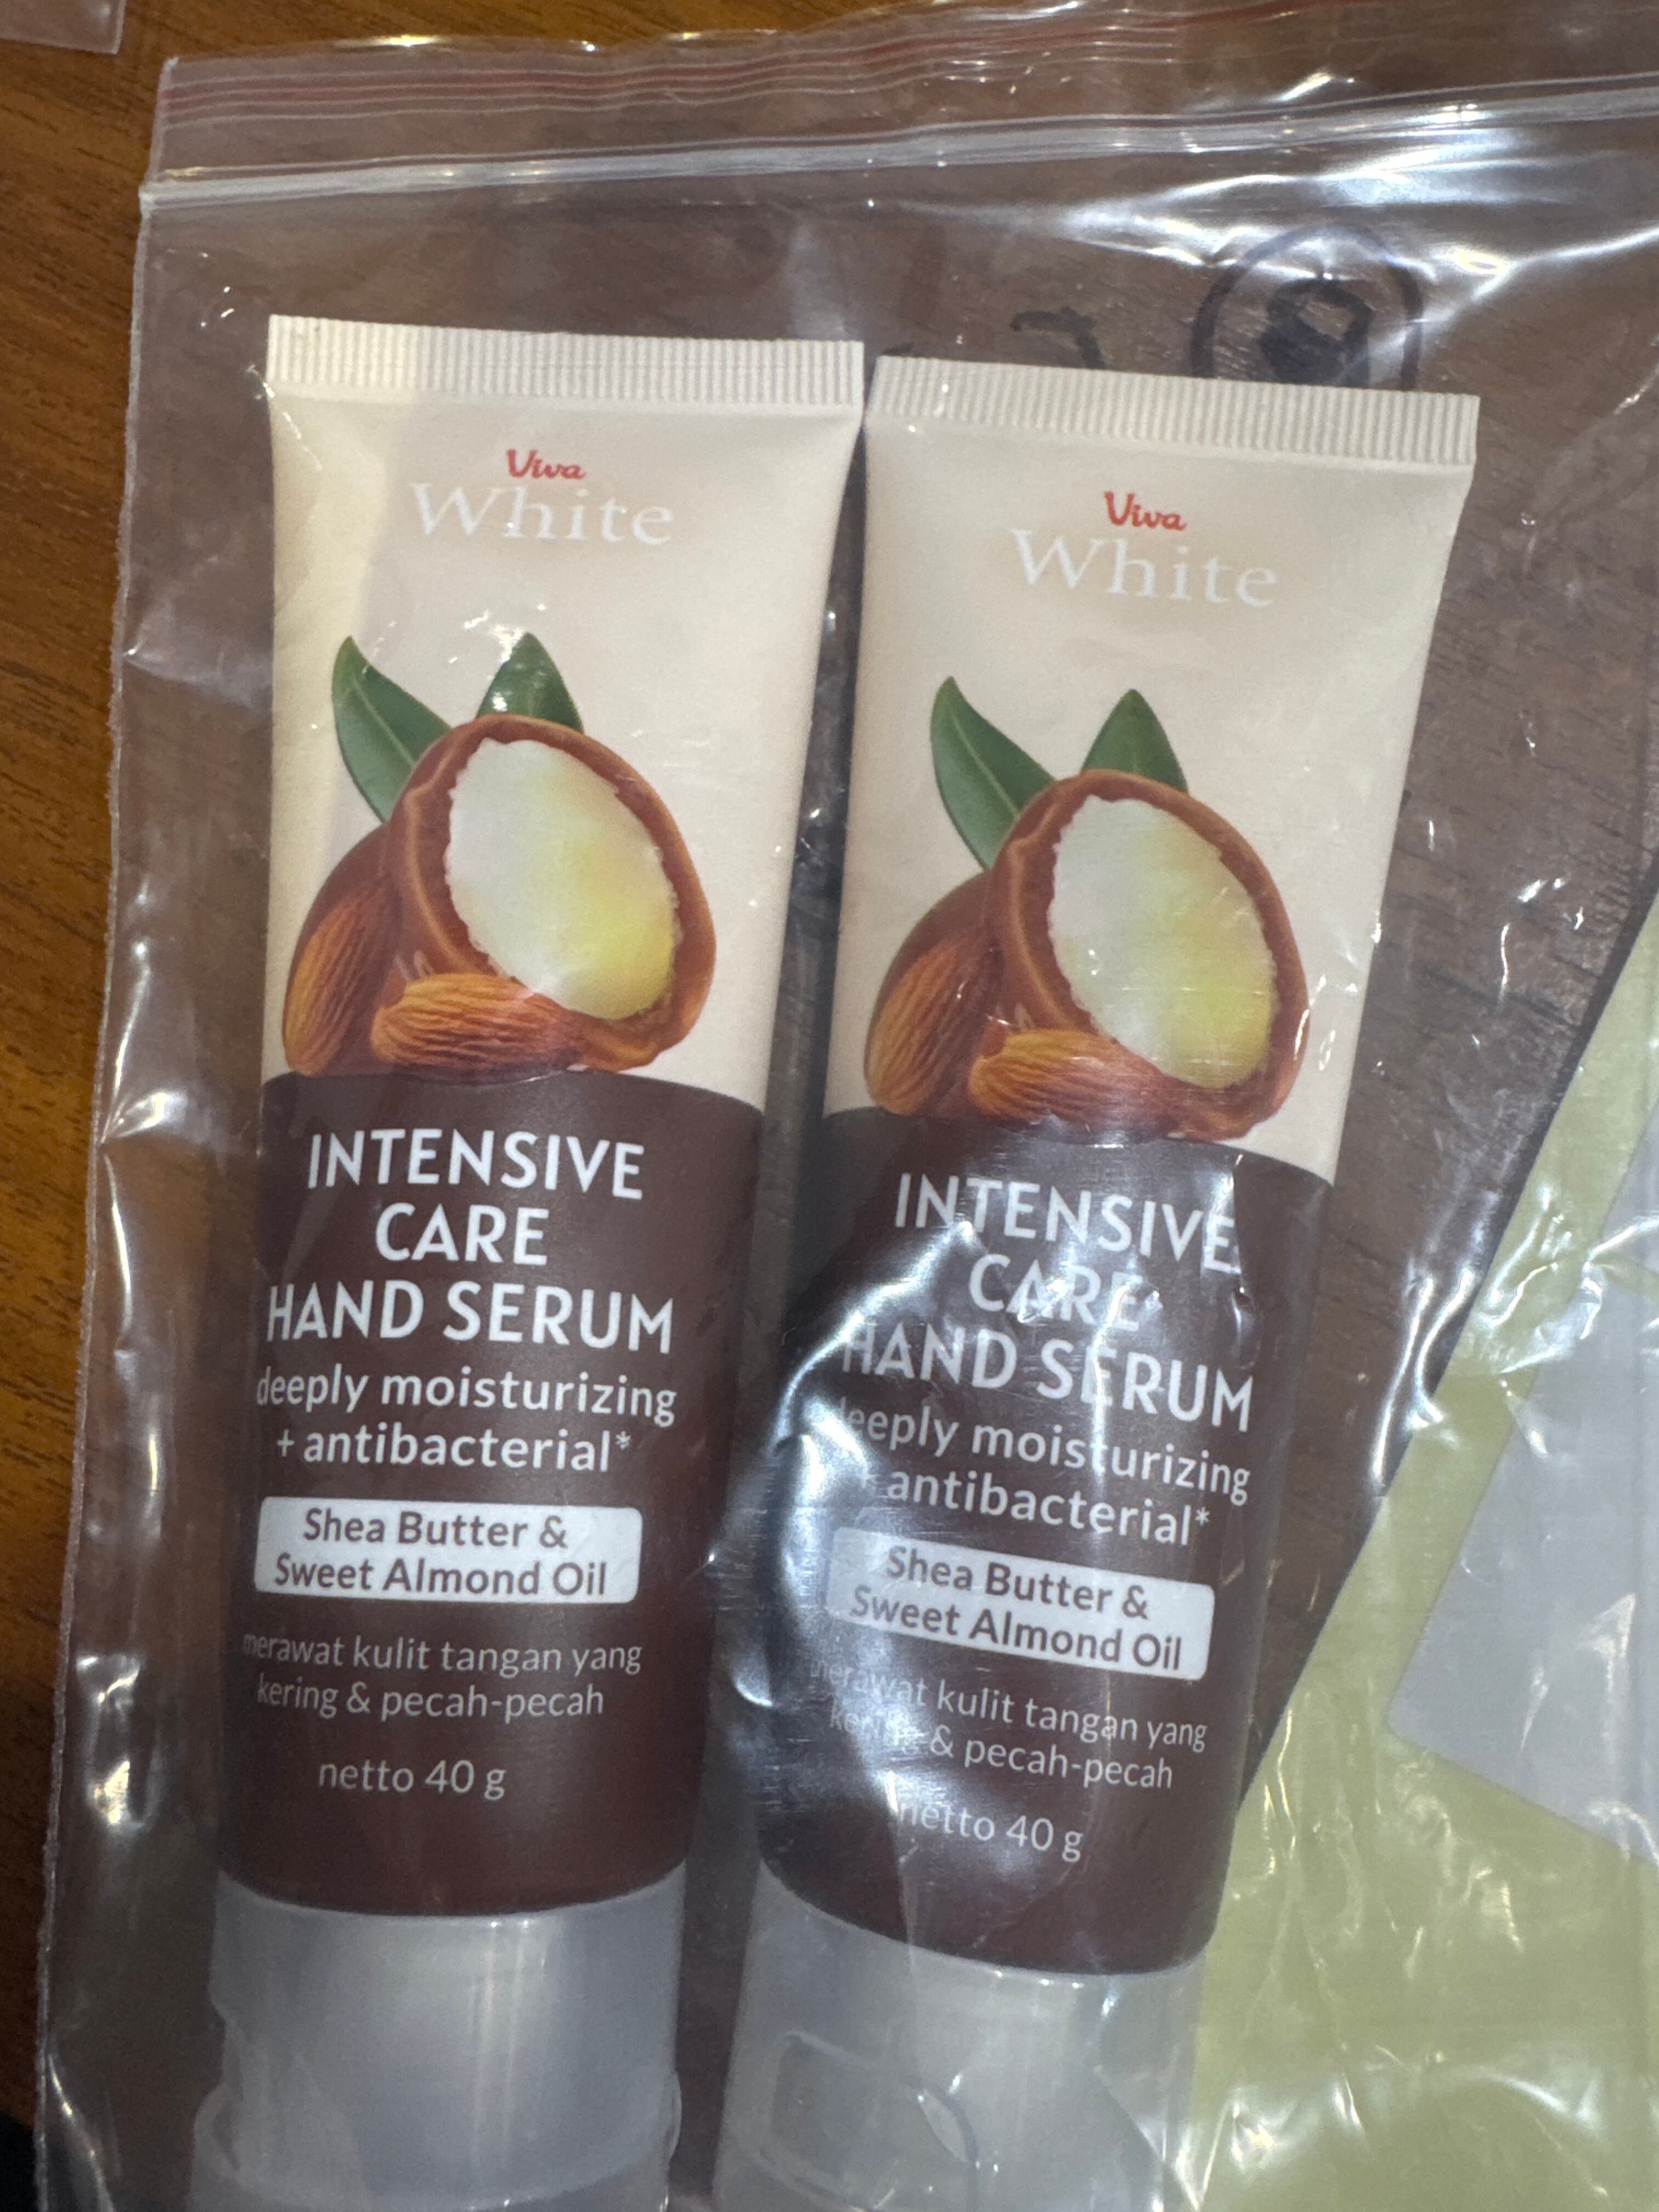 Viva
White
INTENSIVE
CARE
HAND SERUM
deeply moisturizing
+ antibacterial*
Shea Butter &
Sweet Almond Oil
merawat kulit tangan yang
kering & pecah-pecah
netto 40 g
Viva
White
INTENSIVE
CARE
HAND SERUM
deeply moisturizing
+ antibacterial*
Shea Butter &
Sweet Almond Oil
merawat kulit tangan yang
kering & pecah-pecah
netto 40 g